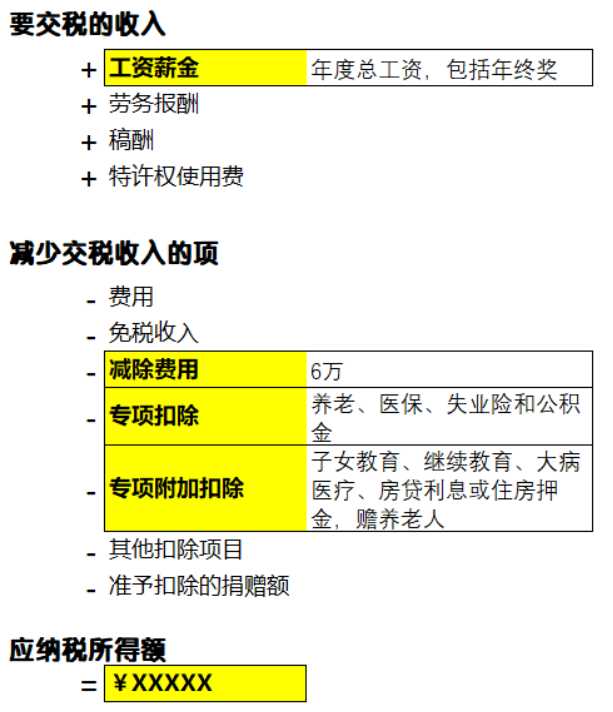 要交税的收入
+ 工资薪金 年度总工资，包括年终奖
+ 劳务报酬
+ 稿酬
+ 特许权使用费
减少交税收入的项
- 费用
- 免税收入
- 减除费用 6万
- 专项扣除 养老、医保、失业险和公积
金
子女教育、继续教育、大病
- 专项附加扣除 医疗、房贷利息或住房押
金，赡养老人
- 其他扣除项目
- 准予扣除的捐赠额
应纳税所得额
= ￥XXXXX